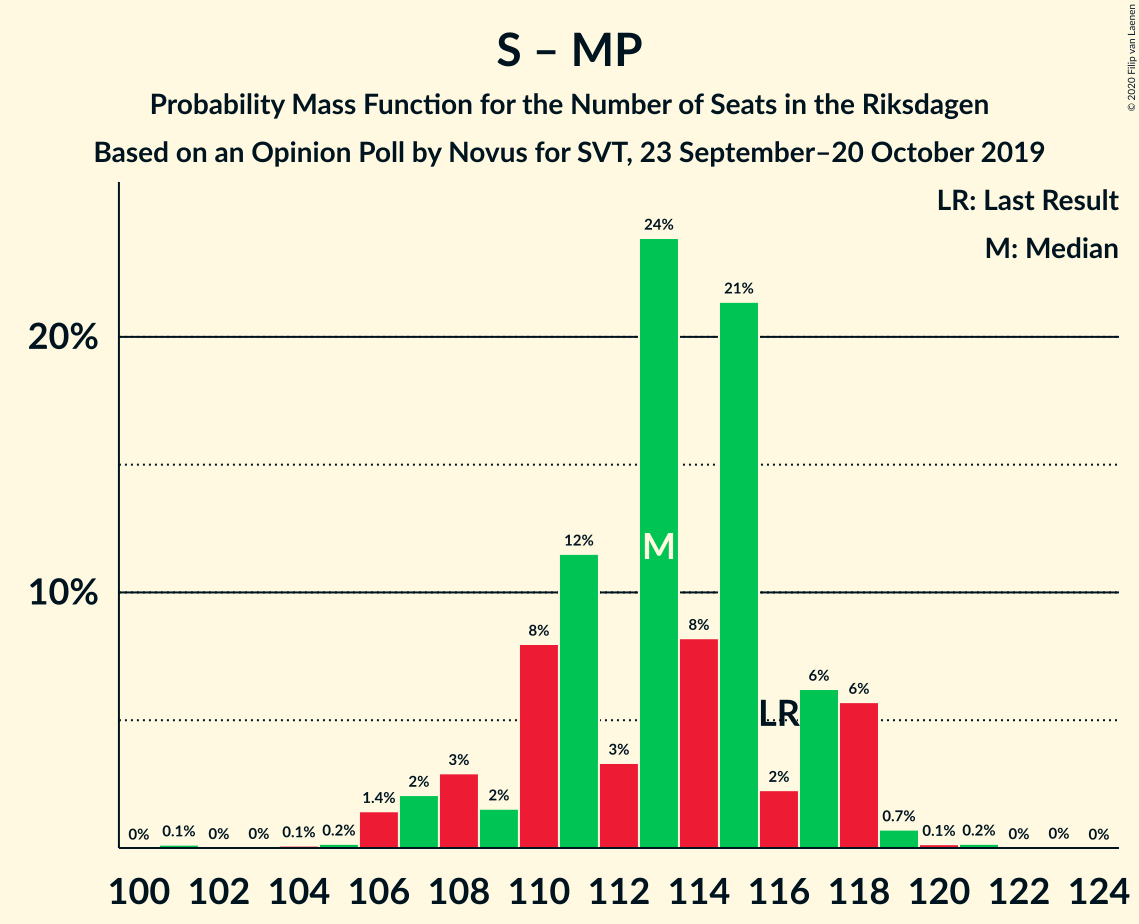 S – MP
Probability Mass Function for the Number of Seats in the Riksdagen
Based on an Opinion Poll by Novus for SVT, 23 September–20 October 2019
© 2020 Filip van Laenen
LR: Last Result
M: Median
20%
10%
0% 0.1% 0% 0% 0.1% 0.2% 1.4% 2% 3% 2% 8% 12% 3% 24% 8% 21% 2% 6% 6% 0.7% 0.1% 0.2% 0% 0% 0%
M
LR
100 102 104 106 108 110 112 114 116 118 120 122 124